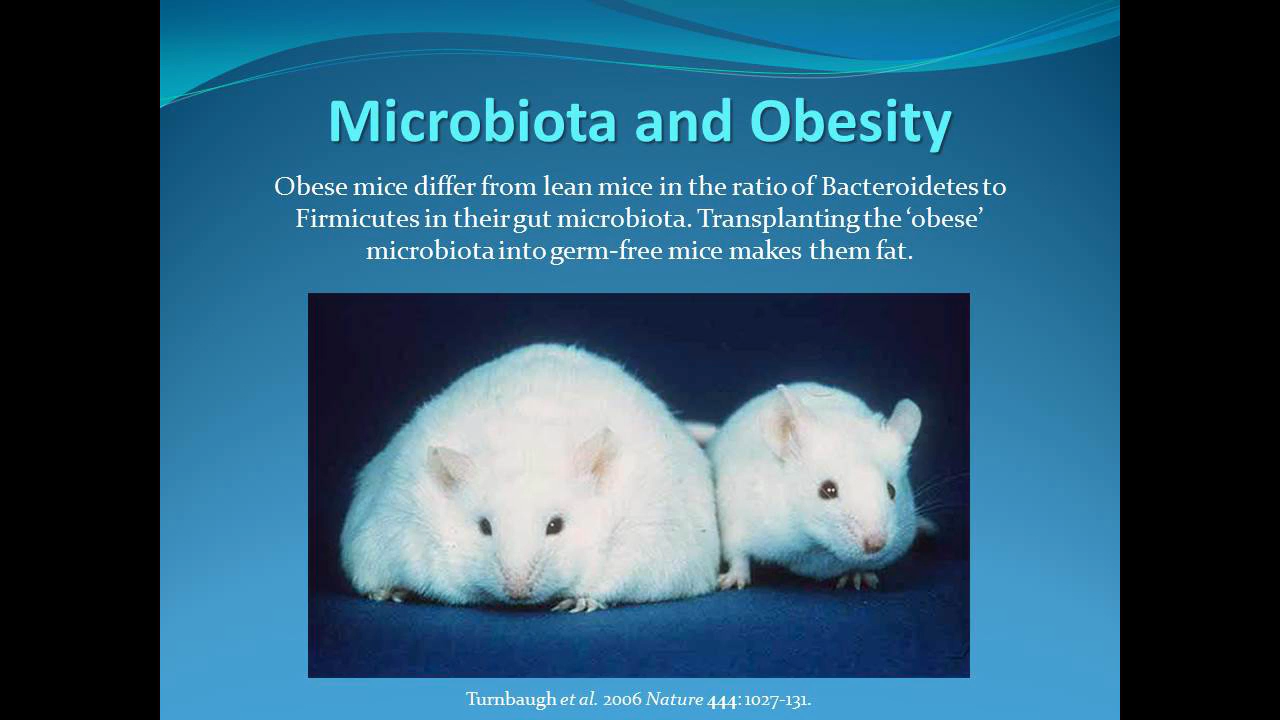 Microbiota and Obesity
Obese mice differ from lean mice in the ratio of Bacteroidetes to
Firmicutes in their gut microbiota. Transplanting the ‘obese’
microbiota into germ-free mice makes them fat.
Turnbaugh et al. 2006 Nature 444: 1027-131.